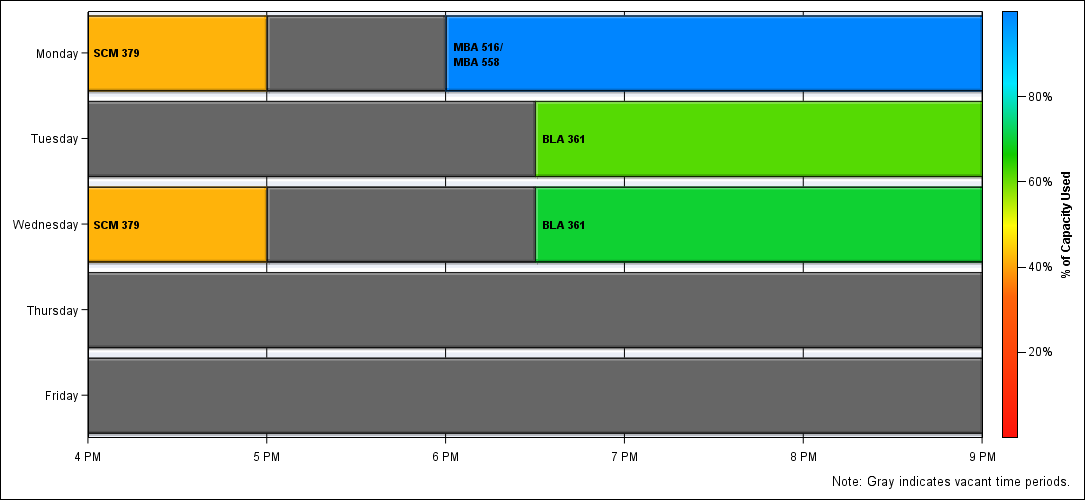 Monday
SCM 379
MBA 516/
MBA 558
Tuesday
BLA 361
Wednesday
SCM 379
BLA 361
Thursday
Friday
4 PM
5 PM
6 PM
7 PM
8 PM
9 PM
80%
60%
40%
20%
% of Capacity Used
Note: Gray indicates vacant time periods.